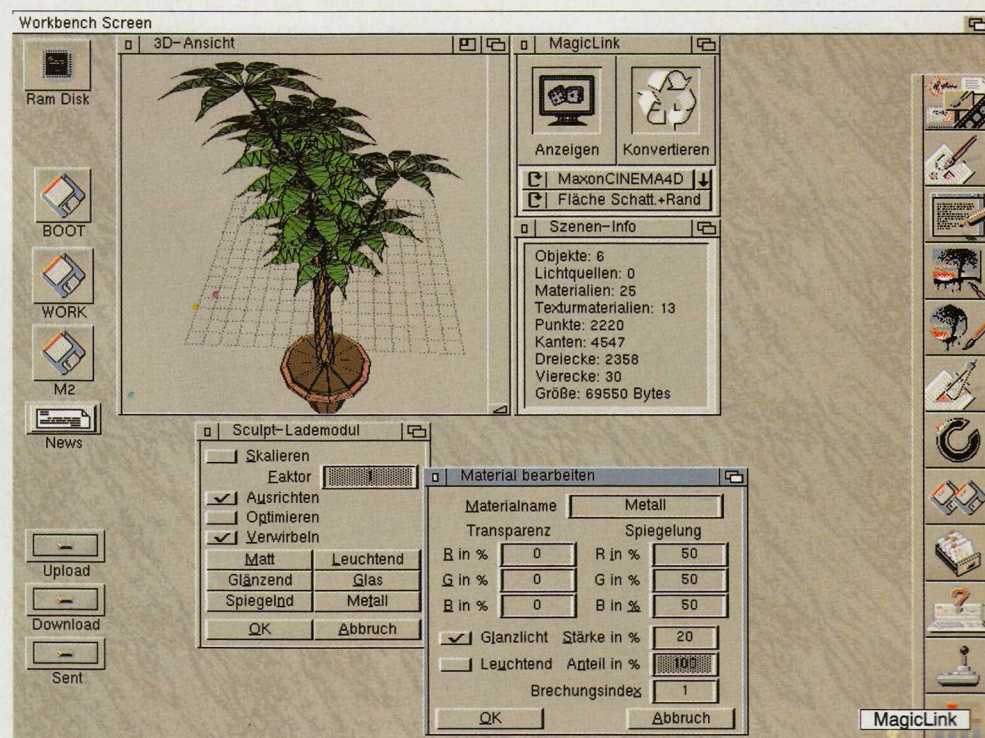 Workbench Screen
Ram Disk
BOOT
WORK
M2
News
Upload
Download
Sent
3D-Ansicht
MagicLink
Anzeigen Konvertieren
MaxonCINEMA4D
Fläche Schatt.+Rand
Szenen-Info
Objekte: 6
Lichtquellen: 0
Materialien: 25
Texturmaterialien: 13
Punkte: 2220
Kanten: 4547
Dreiecke: 2358
Vierecke: 30
Größe: 69550 Bytes
Sculpt-Lademodul
Skalieren
Faktor 1
Ausrichten
Optimieren
Verwirbeln
Matt Leuchtend
Glänzend Glas
Spiegelnd Metall
OK Abbruch
Material bearbeiten
Materialname Metall
Transparenz Spiegelung
R in % 0 R in % 50
G in % 0 G in % 50
B in % 0 B in % 50
Glanzlicht Stärke in % 20
Leuchtend Anteil in % 100
Brechungsindex 1
OK Abbruch
MagicLink